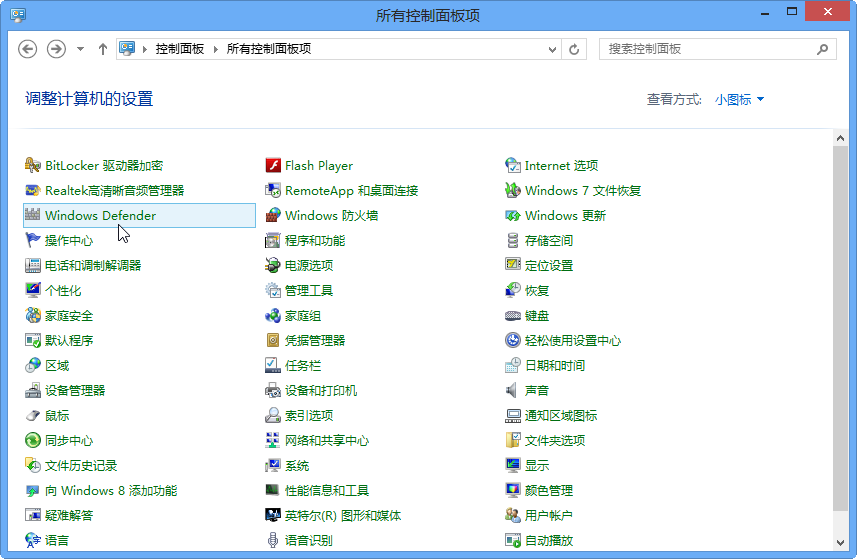 所有控制面板项
控制面板 所有控制面板项
搜索控制面板
调整计算机的设置
查看方式: 小图标
BitLocker 驱动器加密 Flash Player Internet 选项
Realtek高清晰音频管理器 RemoteApp 和桌面连接 Windows 7 文件恢复
Windows Defender Windows 防火墙 Windows 更新
操作中心 程序和功能 存储空间
电话和调制解调器 电源选项 定位设置
个性化 管理工具 恢复
家庭安全 家庭组 键盘
默认程序 凭据管理器 轻松使用设置中心
区域 任务栏 日期和时间
设备管理器 设备和打印机 声音
鼠标 索引选项 通知区域图标
同步中心 网络和共享中心 文件夹选项
文件历史记录 系统 显示
向 Windows 8 添加功能 性能信息和工具 颜色管理
疑难解答 英特尔(R) 图形和媒体 用户帐户
语言 语音识别 自动播放